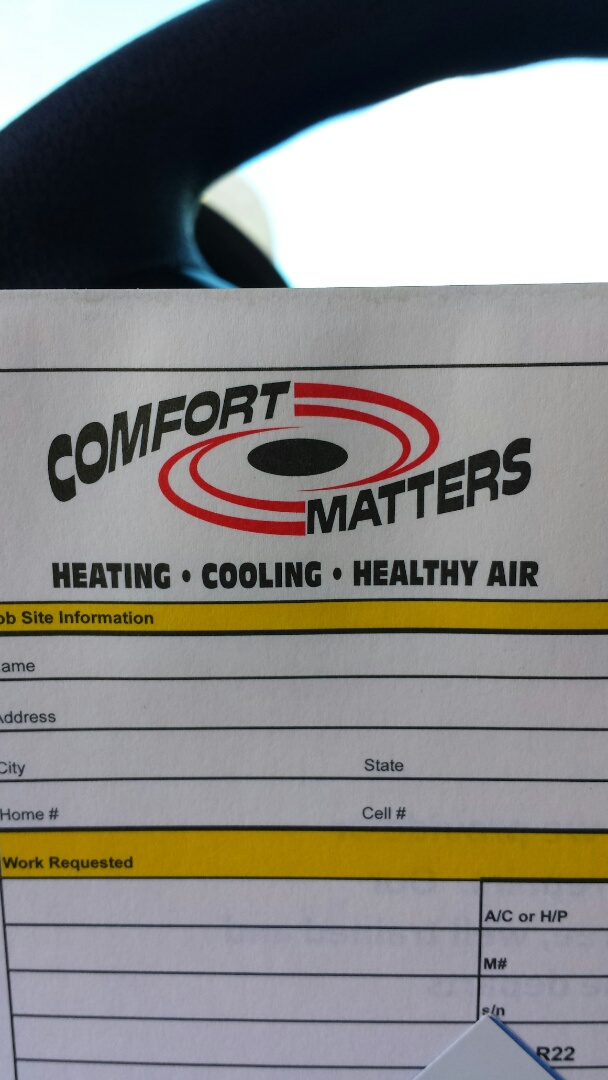 COMFORT
MATTERS
HEATING • COOLING • HEALTHY AIR
ob Site Information
ame
Address
City State
Home # Cell #
Work Requested
A/C or H/P
M#
s/n
R22